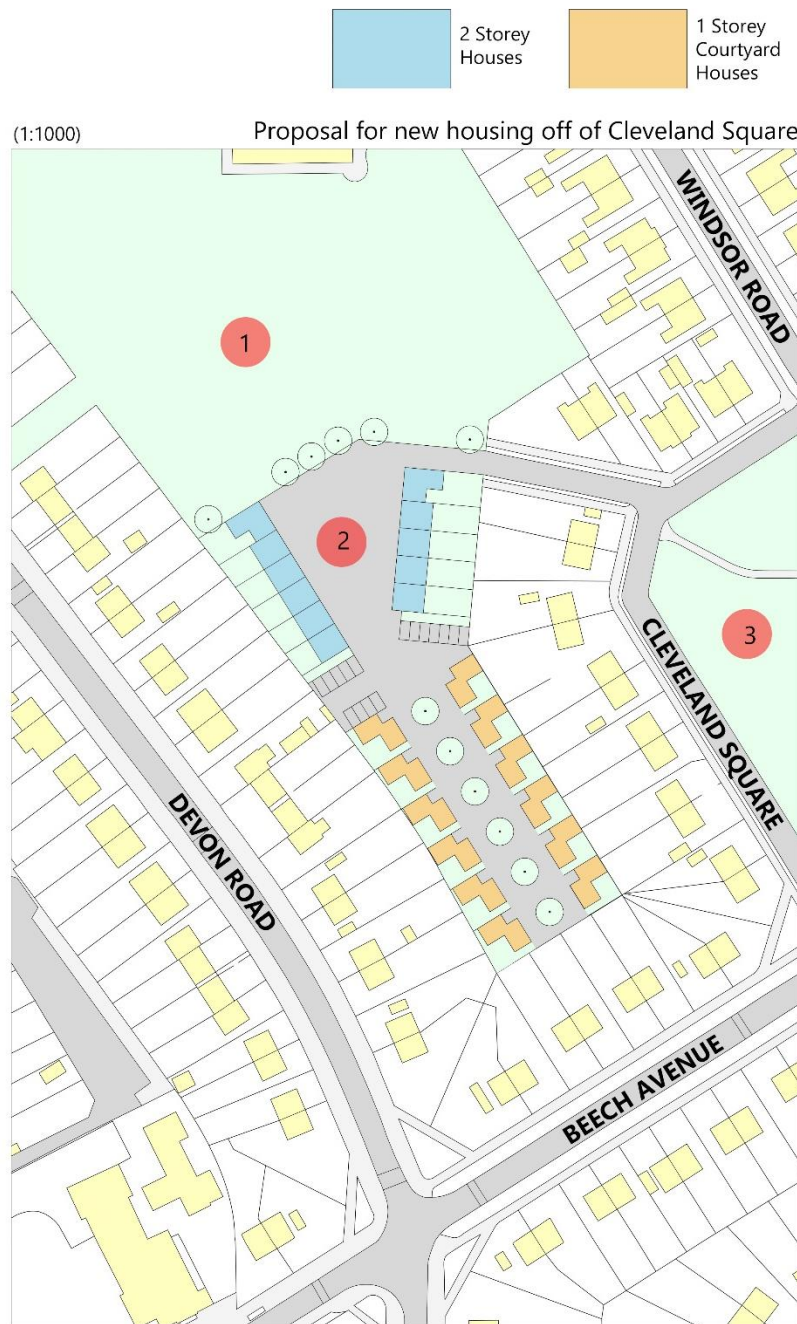 2 Storey
Houses
1 Storey
Courtyard
Houses
(1:1000)
Proposal for new housing off of Cleveland Square
WINDSOR ROAD
1
2
3
CLEVELAND SQUARE
DEVON ROAD
BEECH AVENUE